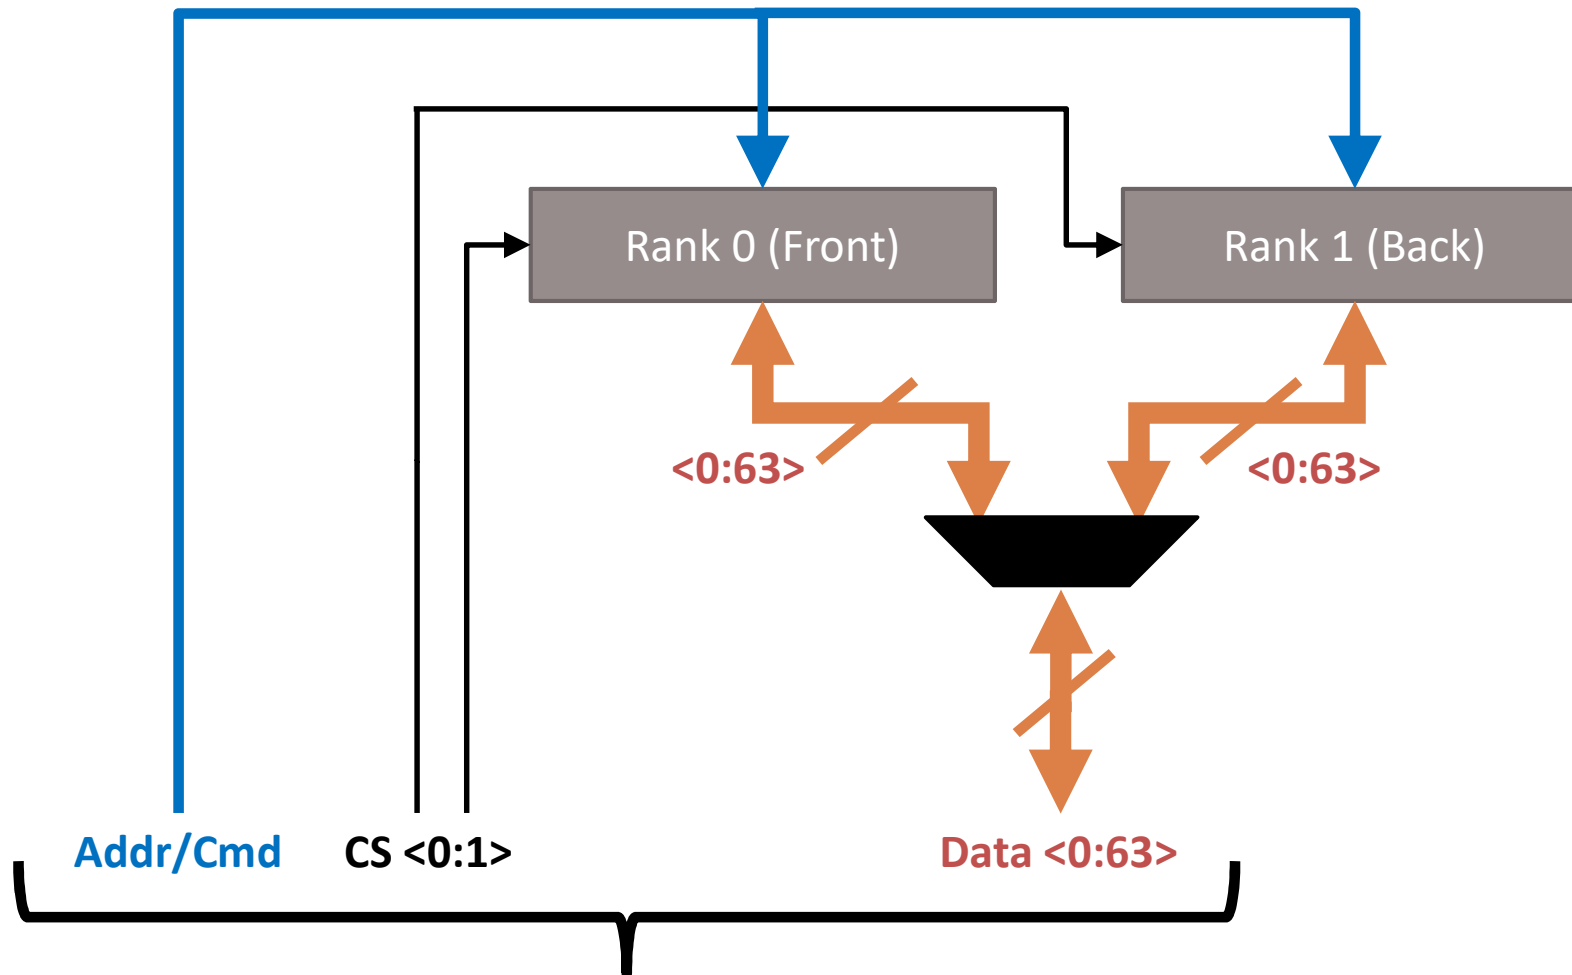 Rank 0 (Front)
Rank 1 (Back)
<0:63>
<0:63>
Addr/Cmd
CS <0:1>
Data <0:63>